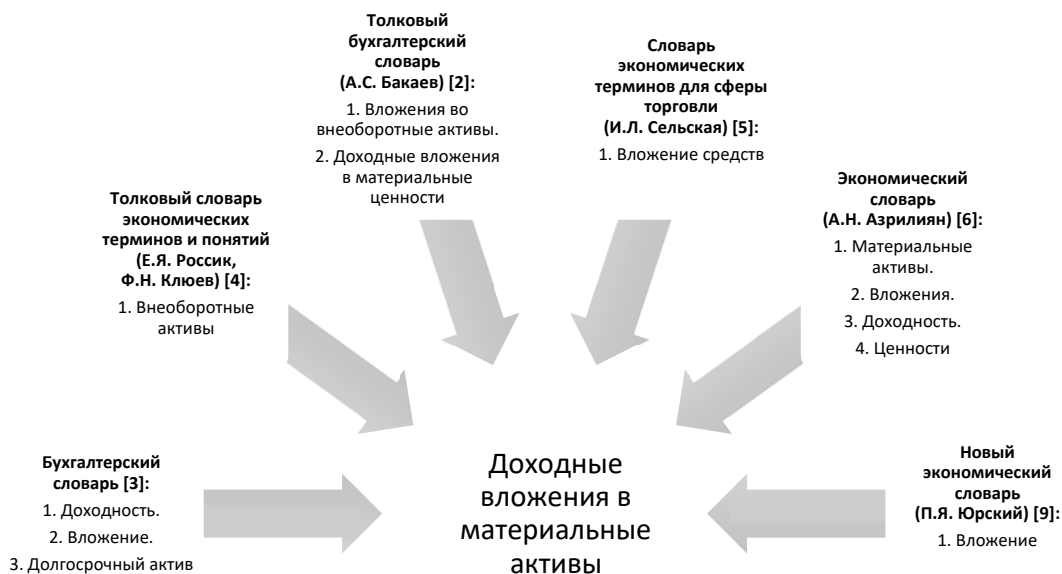 Толковый
бухгалтерский
словарь
(А.С. Бакаев) [2]:
1. Вложения во
внеоборотные активы.
2. Доходные вложения
в материальные
ценности
Словарь
экономических
терминов для сферы
торговли
(И.Л. Сельская) [5]:
1. Вложение средств
Толковый словарь
экономических
терминов и понятий
(Е.Я. Россик,
Ф.Н. Клюев) [4]:
1. Внеоборотные
активы
Экономический
словарь
(А.Н. Азрилиян) [6]:
1. Материальные
активы.
2. Вложения.
3. Доходность.
4. Ценности
Бухгалтерский
словарь [3]:
1. Доходность.
2. Вложение.
3. Долгосрочный актив
Доходные
вложения в
материальные
активы
Новый
экономический
словарь
(П.Я. Юрский) [9]:
1. Вложение